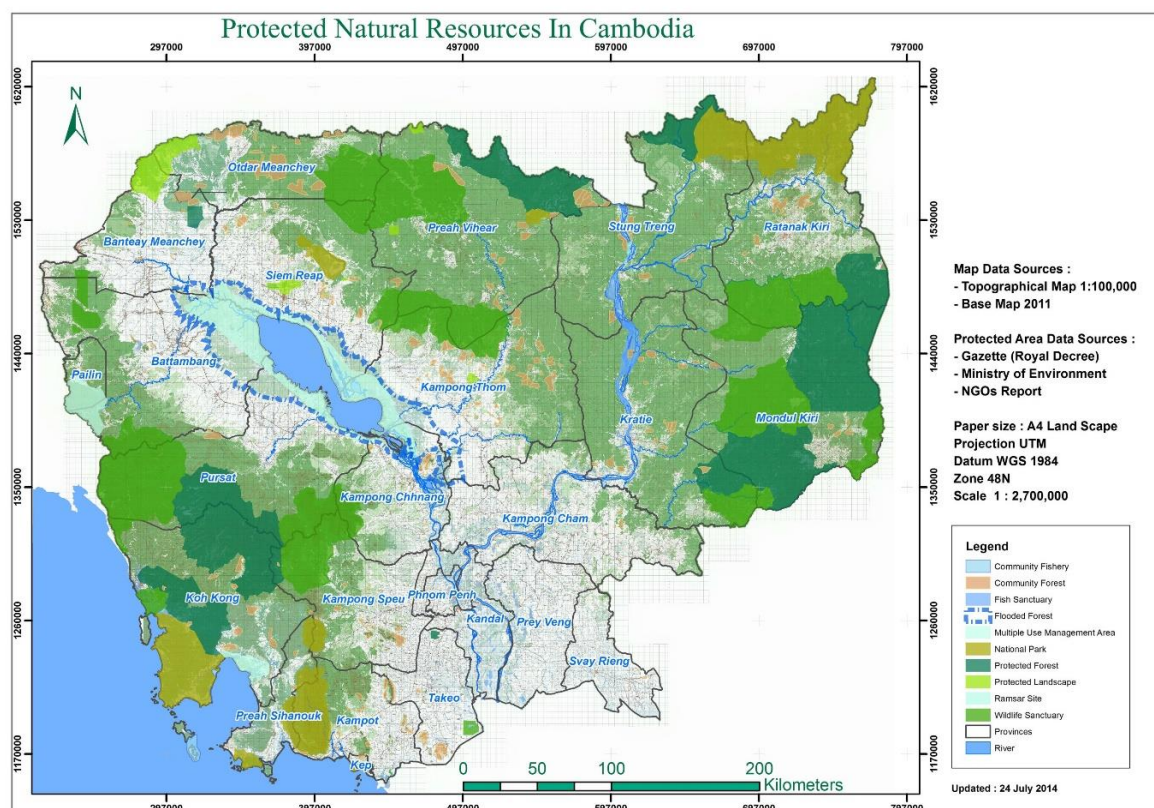 Protected Natural Resources In Cambodia
297000
397000
497000
597000
697000
797000
1620000
1620000
N
Otdar Meanchey
Banteay Meanchey
Preah Vihear
Stung Treng
Ratanak Kiri
1530000
1530000
Siem Reap
Battambang
Pailin
1440000
1440000
Kampong Thom
Kratie
Mondul Kiri
Pursat
1350000
1350000
Kampong Chhnang
Kampong Cham
Koh Kong
Kampong Speu
Phnom Penh
Kandal
Prey Veng
1260000
1260000
Svay Rieng
Takeo
Preah Sihanouk
Kampot
Kep
1170000
1170000
0 50 100 200
Kilometers
297000
397000
497000
597000
697000
797000
Map Data Sources :
- Topographical Map 1:100,000
- Base Map 2011
Protected Area Data Sources :
- Gazette (Royal Decree)
- Ministry of Environment
- NGOs Report
Paper size : A4 Land Scape
Projection UTM
Datum WGS 1984
Zone 48N
Scale 1 : 2,700,000
Legend
Community Fishery
Community Forest
Fish Sanctuary
Flooded Forest
Multiple Use Management Area
National Park
Protected Forest
Protected Landscape
Ramsar Site
Wildlife Sanctuary
Provinces
River
Updated : 24 July 2014